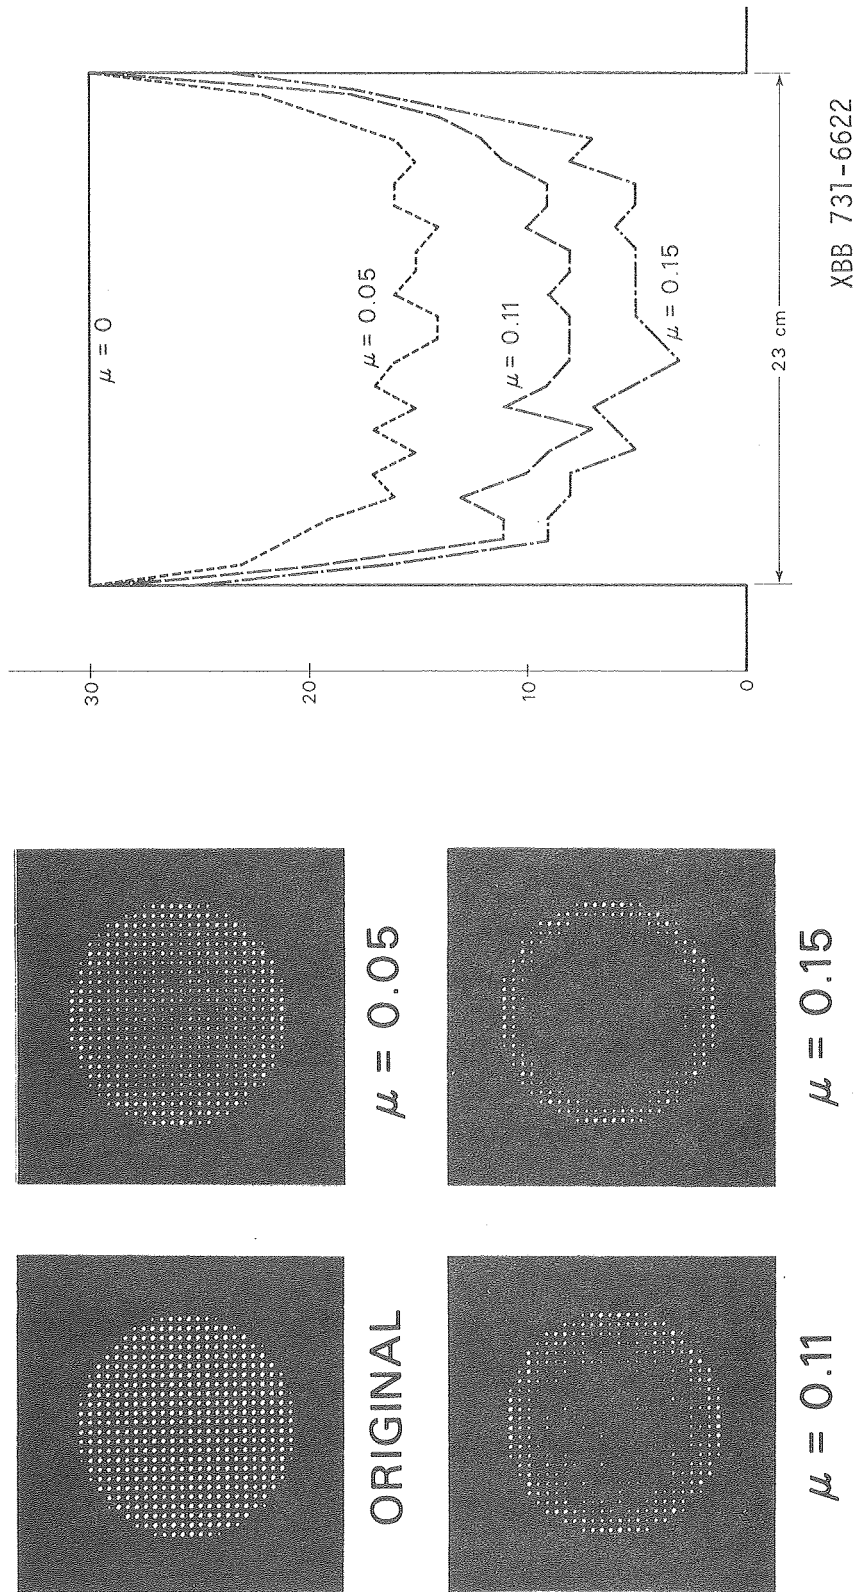 ORIGINAL
μ = 0.05
μ = 0.11
μ = 0.15
30
20
10
0
μ = 0
μ = 0.05
μ = 0.11
μ = 0.15
23 cm
XBB 731-6622